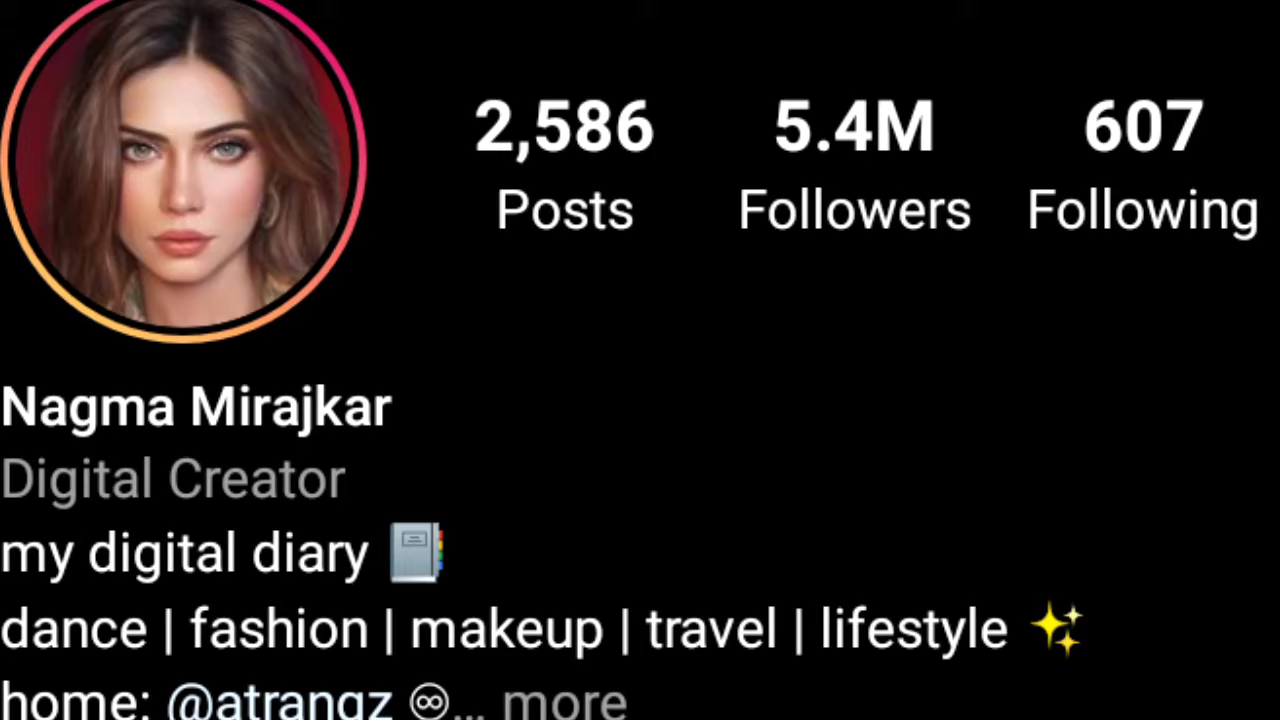 2,586 5.4M 607
Posts Followers Following
Nagma Mirajkar
Digital Creator
my digital diary 📓
dance | fashion | makeup | travel | lifestyle ✨
home: @atrangz ♾... more